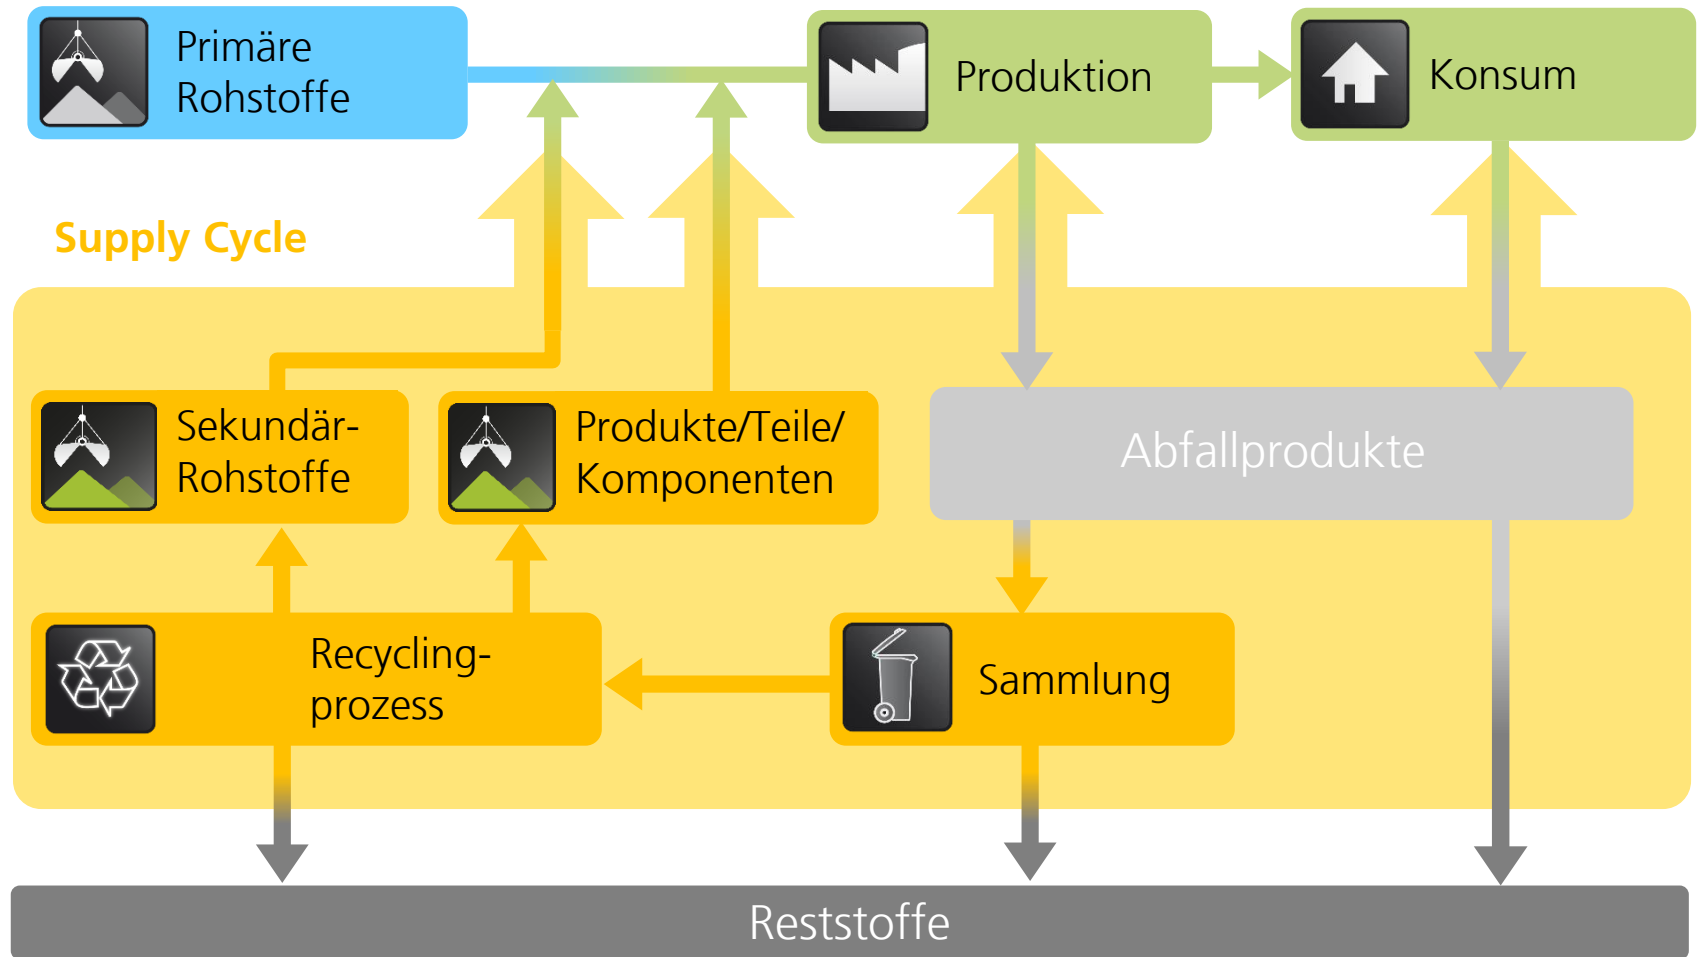 Primäre
Rohstoffe
Produktion
Konsum
Supply Cycle
Sekundär-
Rohstoffe
Produkte/Teile/
Komponenten
Abfallprodukte
Recycling-
prozess
Sammlung
Reststoffe